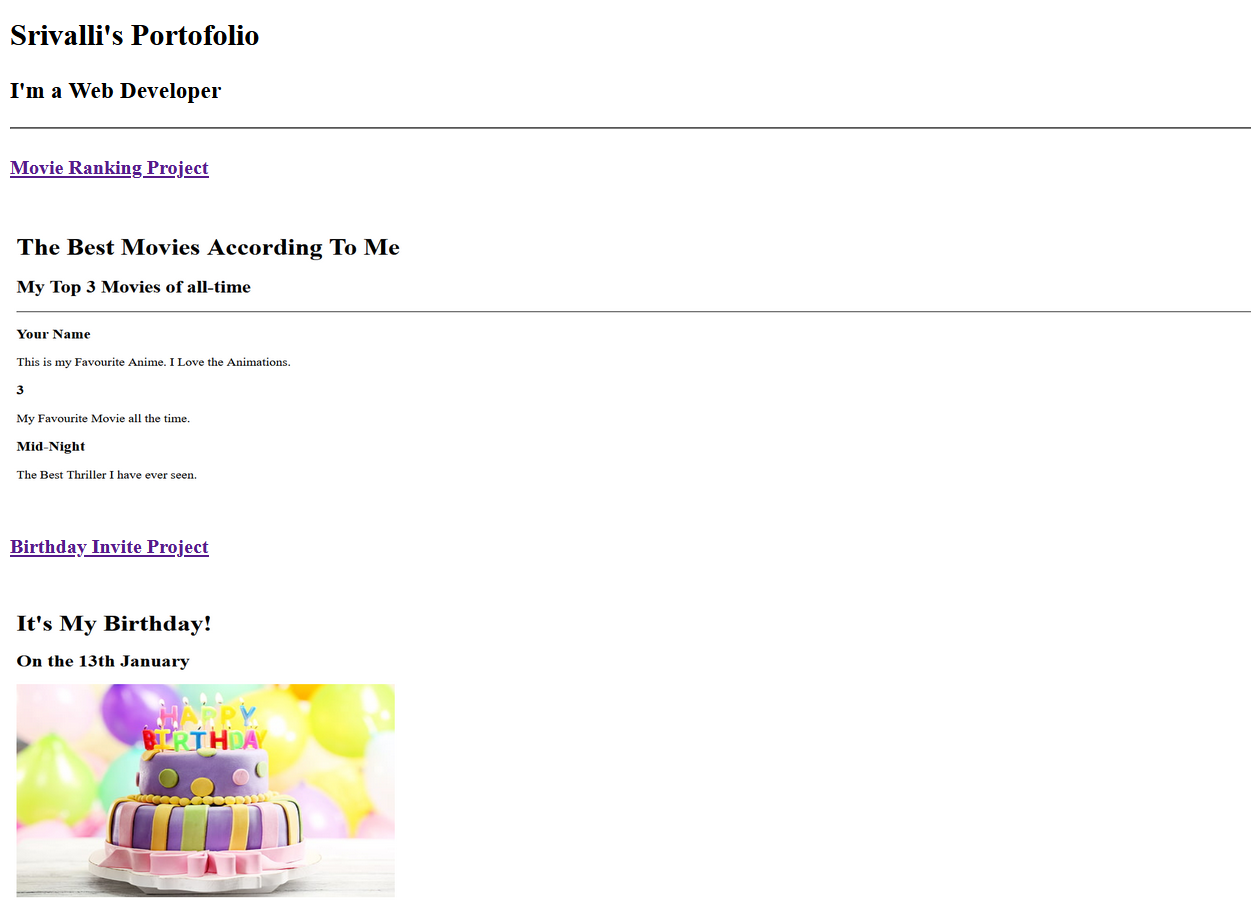 Srivalli's Portofolio
I'm a Web Developer
Movie Ranking Project
The Best Movies According To Me
My Top 3 Movies of all-time
Your Name
This is my Favourite Anime. I Love the Animations.
3
My Favourite Movie all the time.
Mid-Night
The Best Thriller I have ever seen.
Birthday Invite Project
It's My Birthday!
On the 13th January
HAPPY
BIRTHDAY